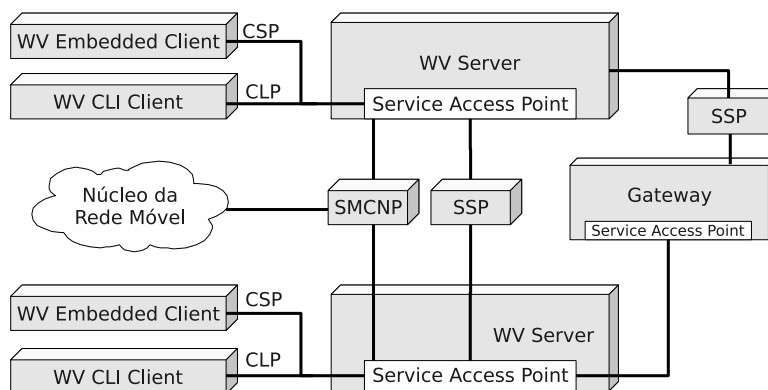 WV Embedded Client
CSP
WV CLI Client
CLP
WV Server
Service Access Point
SSP
Núcleo da
Rede Móvel
SMCNP
SSP
Gateway
Service Access Point
WV Embedded Client
CSP
WV CLI Client
CLP
WV Server
Service Access Point